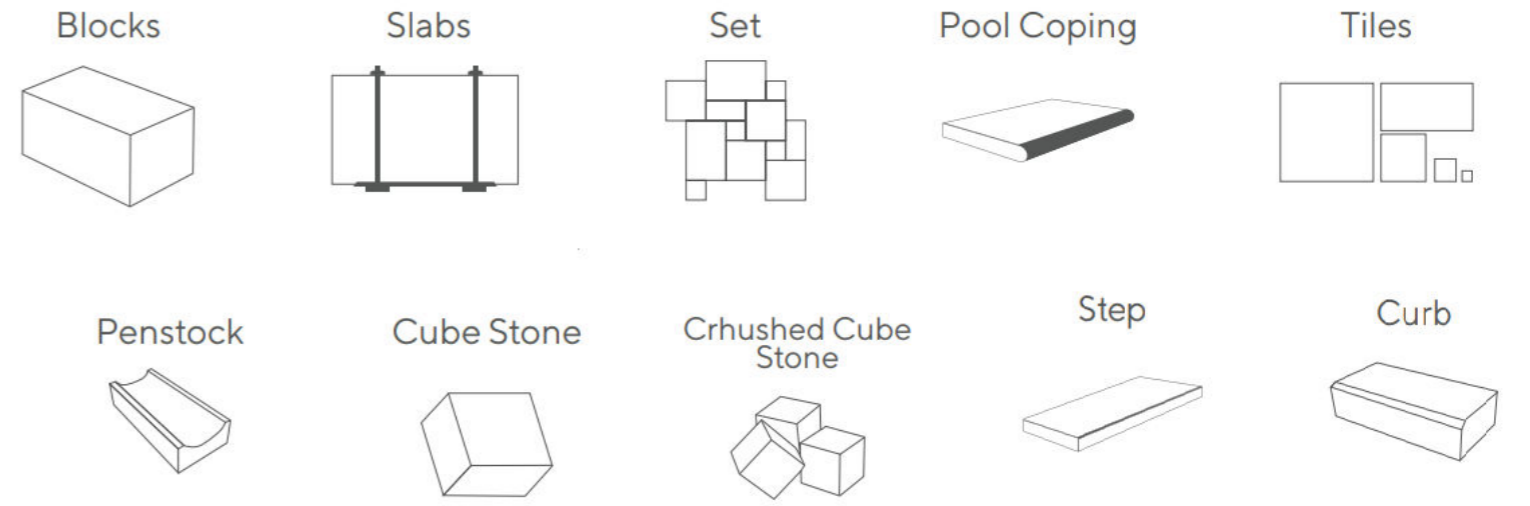 Blocks
Slabs
Set
Pool Coping
Tiles
Penstock
Cube Stone
Crhushed Cube
Stone
Step
Curb